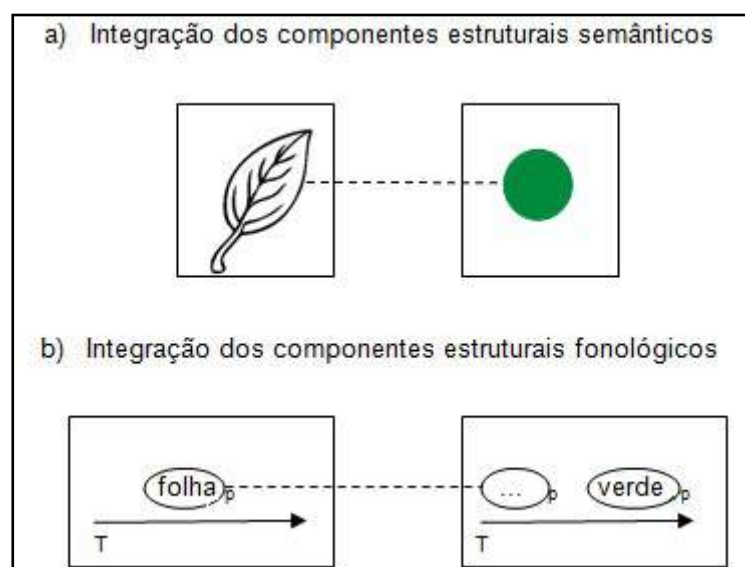 a) Integração dos componentes estruturais semânticos
b) Integração dos componentes estruturais fonológicos
folha p ... p verde p
T T